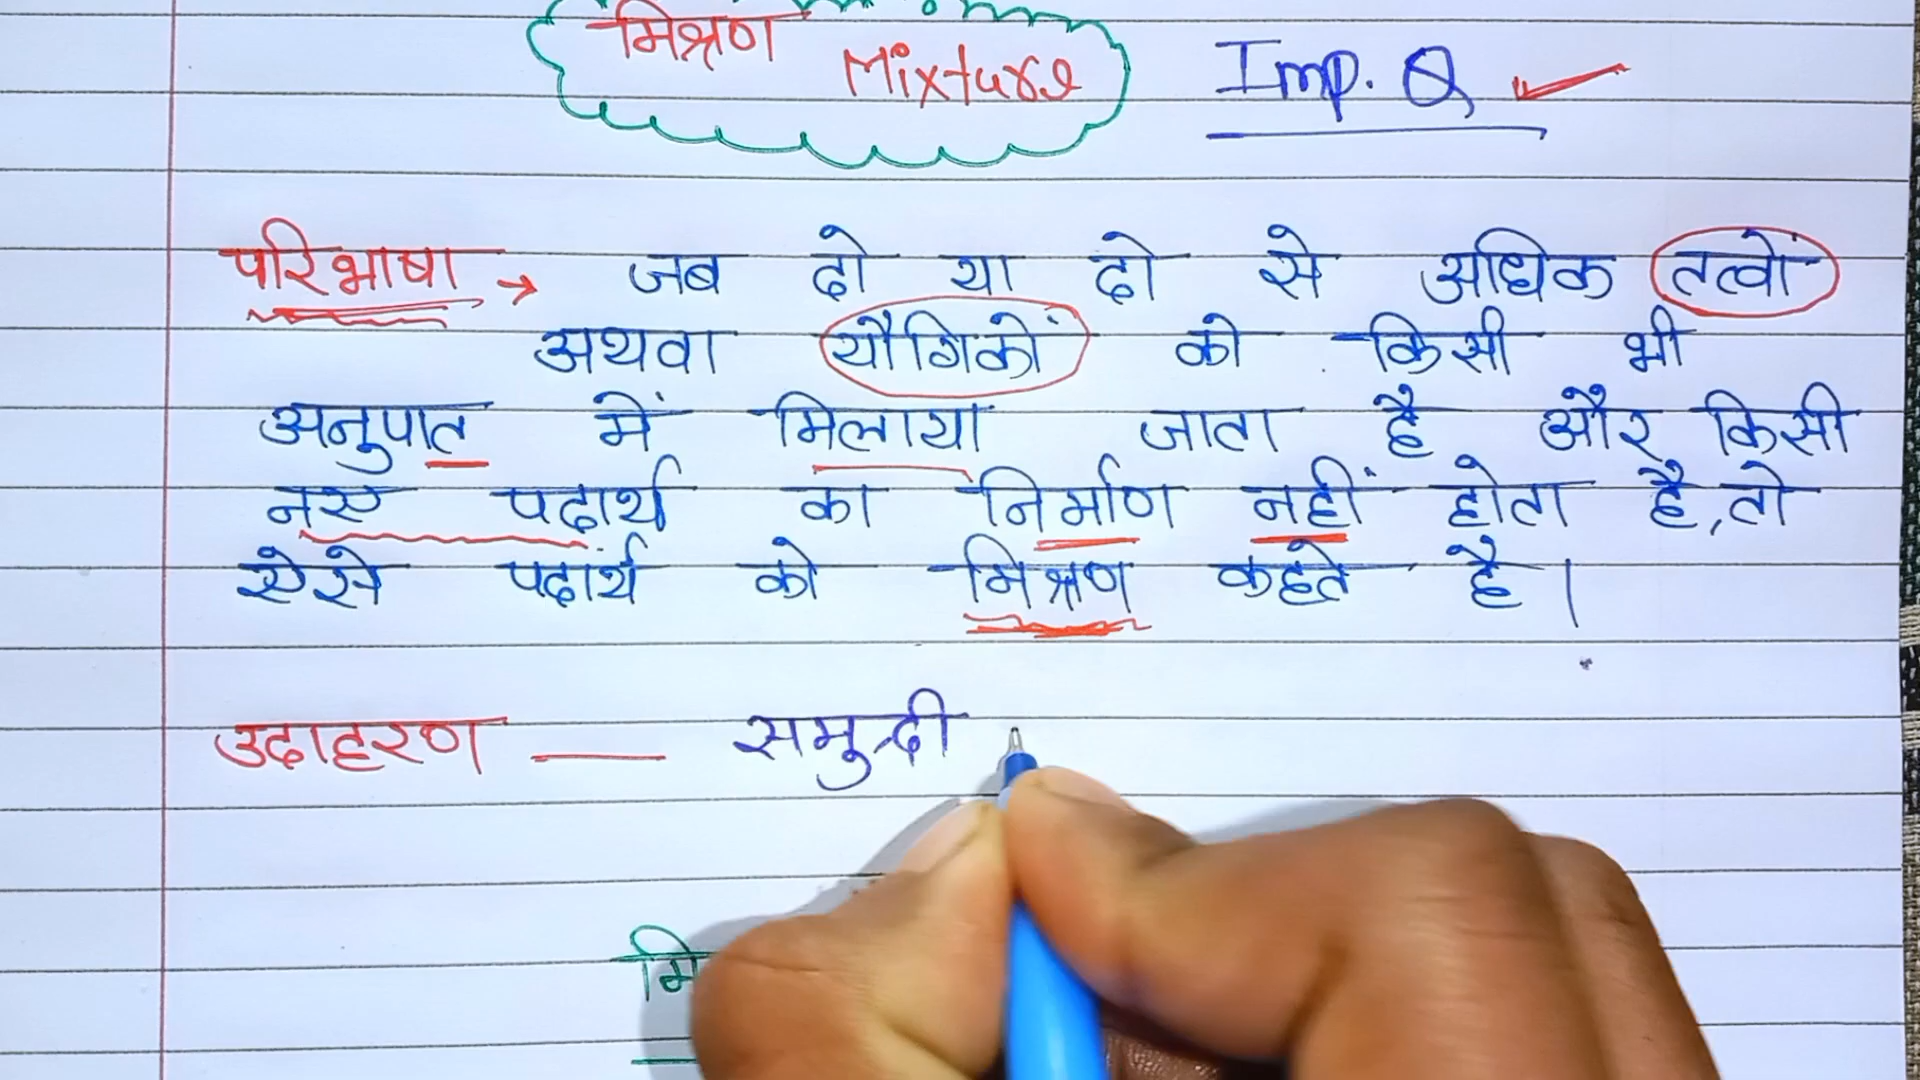 मिश्रण Mixture Imp. Q
परिभाषा → जब दो या दो से अधिक तत्वों
अथवा यौगिकों को किसी भी
अनुपात में मिलाया जाता है और किसी
नए पदार्थ का निर्माण नहीं होता है, तो
ऐसे पदार्थ को मिश्रण कहते है।
उदाहरण — समुद्री
मि